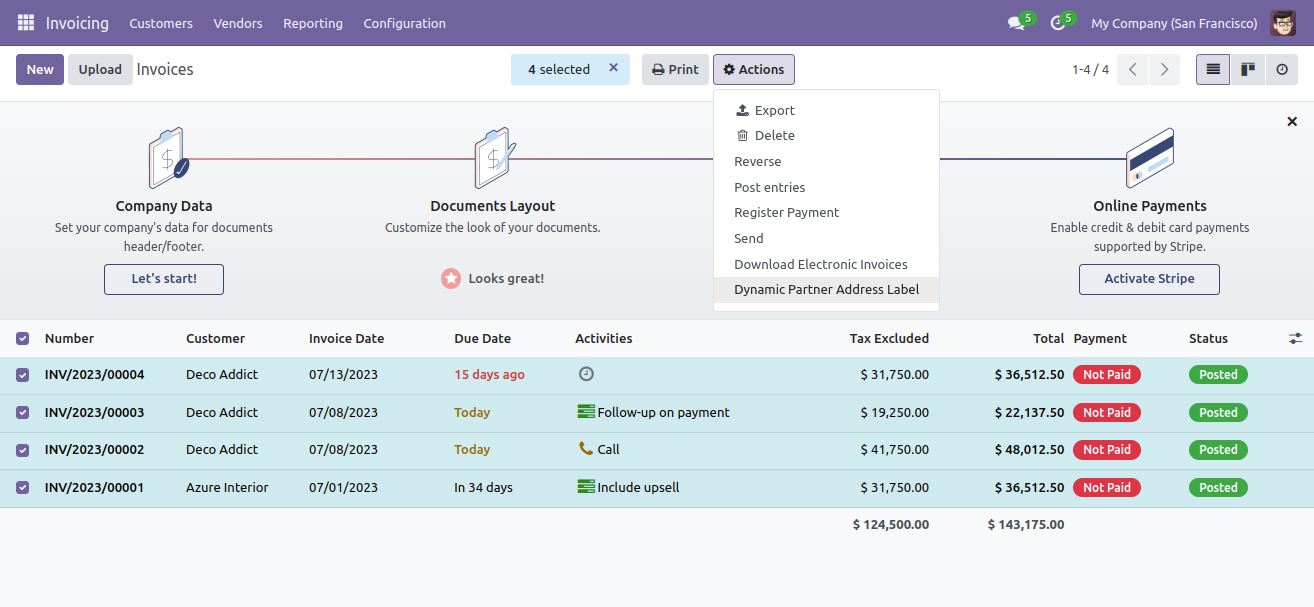 Invoicing Customers Vendors Reporting Configuration 5 5 My Company (San Francisco)
New Upload Invoices 4 selected × Print Actions 1-4 / 4
Export
Delete
Reverse
Post entries
Register Payment
Send
Download Electronic Invoices
Dynamic Partner Address Label
$
Company Data
Set your company's data for documents
header/footer.
Let's start!
$
Documents Layout
Customize the look of your documents.
Looks great!
Online Payments
Enable credit & debit card payments
supported by Stripe.
Activate Stripe
Number Customer Invoice Date Due Date Activities Tax Excluded Total Payment Status
INV/2023/00004 Deco Addict 07/13/2023 15 days ago $ 31,750.00 $ 36,512.50 Not Paid Posted
INV/2023/00003 Deco Addict 07/08/2023 Today Follow-up on payment $ 19,250.00 $ 22,137.50 Not Paid Posted
INV/2023/00002 Deco Addict 07/08/2023 Today Call $ 41,750.00 $ 48,012.50 Not Paid Posted
INV/2023/00001 Azure Interior 07/01/2023 In 34 days Include upsell $ 31,750.00 $ 36,512.50 Not Paid Posted
$ 124,500.00 $ 143,175.00